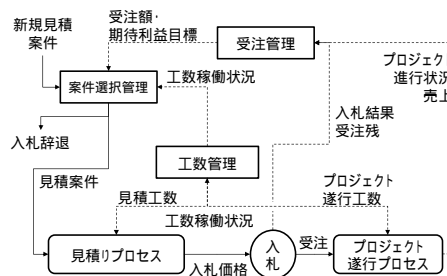 新規見積
案件
受注額・
期待利益目標
受注管理
プロジェクト
進行状況
売上
案件選択管理
工数稼働状況
入札辞退
入札結果
受注残
工数管理
見積案件
見積工数
プロジェクト
遂行工数
工数稼働状況
見積りプロセス
入札価格
入
札
受注
プロジェクト
遂行プロセス